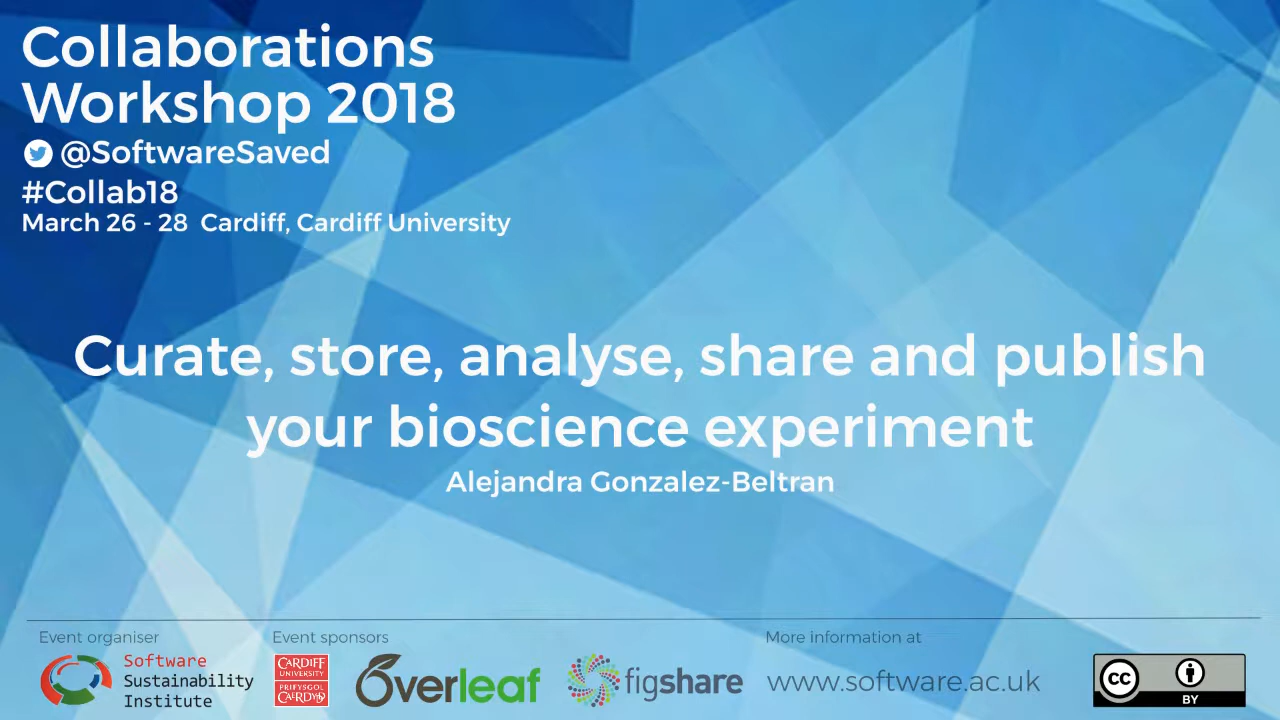 Collaborations
Workshop 2018
@SoftwareSaved
#Collab18
March 26 - 28 Cardiff, Cardiff University
Curate, store, analyse, share and publish
your bioscience experiment
Alejandra Gonzalez-Beltran
Event organiser
Software
Sustainability
Institute
Event sponsors
CARDIFF
UNIVERSITY
PRIFYSGOL
CAERDYDD
Overleaf
figshare
More information at
www.software.ac.uk
cc
BY